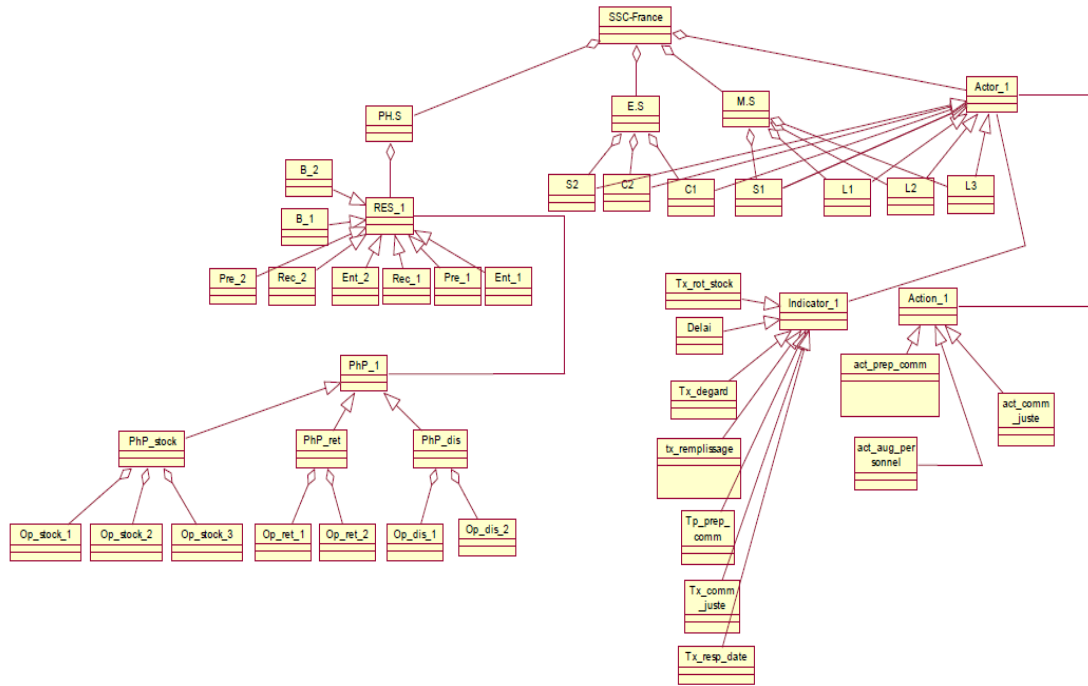 SSC-France
Actor_1
PH.S
E.S
M.S
B_2
S2
C2
C1
S1
L1
L2
L3
RES_1
B_1
Pre_2
Rec_2
Ent_2
Rec_1
Pre_1
Ent_1
Tx_rot_stock
Indicator_1
Action_1
Delai
PhP_1
act_prep_comm
Tx_degard
act_comm
_juste
PhP_stock
PhP_ret
PhP_dis
tx_remplissage
act_aug_per
sonnel
Op_stock_1
Op_stock_2
Op_stock_3
Op_ret_1
Op_ret_2
Op_dis_1
Op_dis_2
Tp_prep_
comm
Tx_comm
_juste
Tx_resp_date